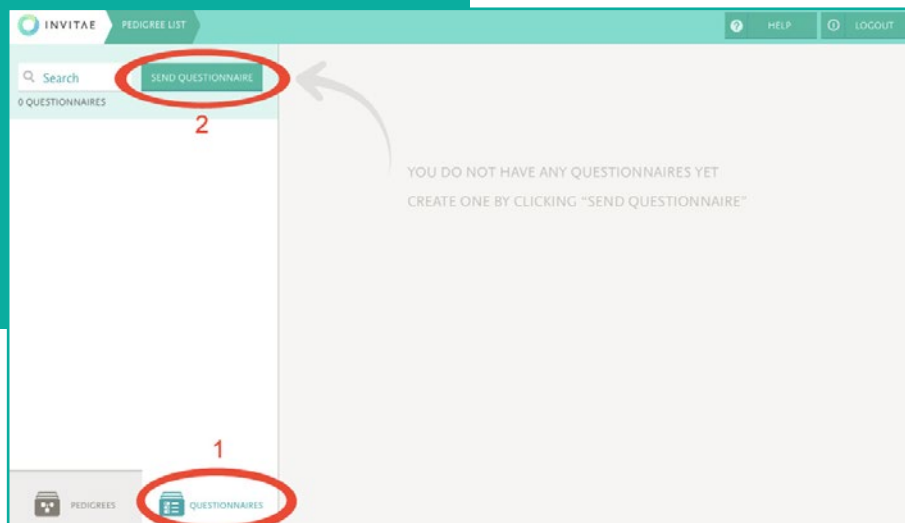 INVITAE PEDIGREE LIST HELP LOGOUT
Search SEND QUESTIONNAIRE
0 QUESTIONNAIRES
2
YOU DO NOT HAVE ANY QUESTIONNAIRES YET
CREATE ONE BY CLICKING “SEND QUESTIONNAIRE”
1
PEDIGREES QUESTIONNAIRES